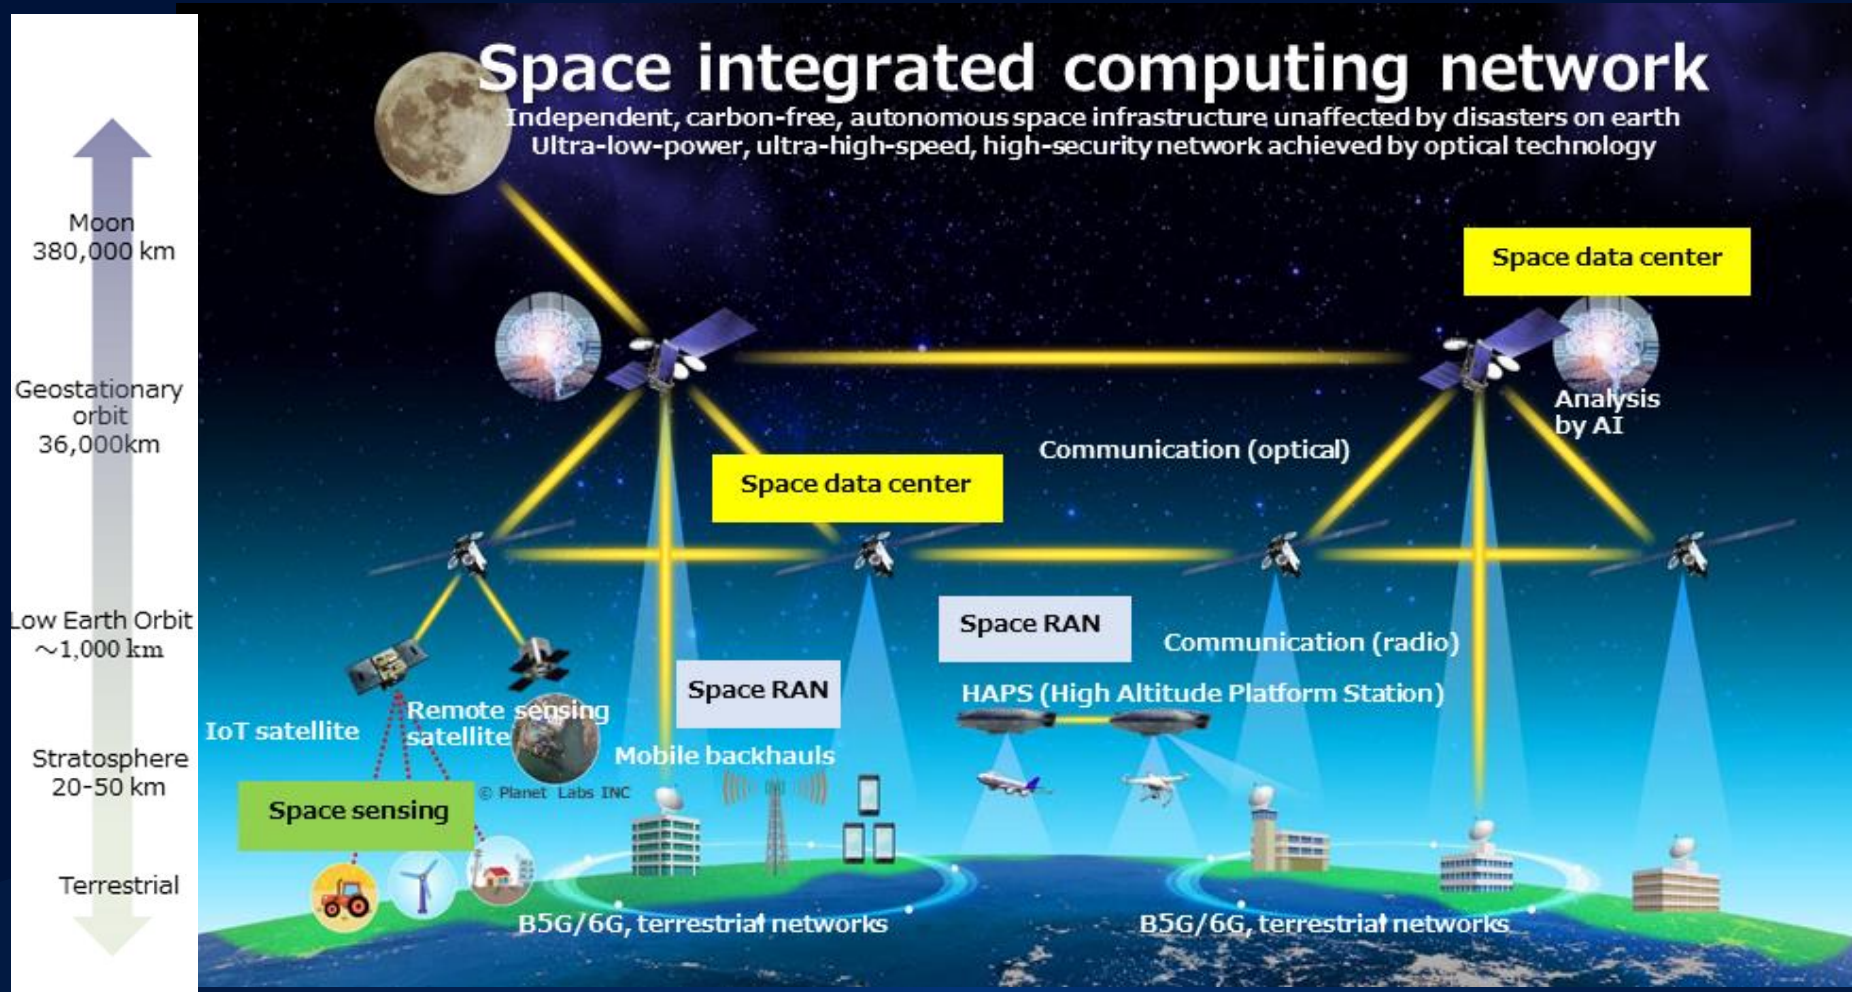 Space integrated computing network
Independent, carbon-free, autonomous space infrastructure unaffected by disasters on earth
Ultra-low-power, ultra-high-speed, high-security network achieved by optical technology
Moon
380,000 km
Geostationary
orbit
36,000km
Low Earth Orbit
～1,000 km
Stratosphere
20-50 km
Terrestrial
Space data center
Analysis
by AI
Communication (optical)
Space data center
Space RAN
Communication (radio)
Space RAN
HAPS (High Altitude Platform Station)
IoT satellite
Remote sensing
satellite
Mobile backhauls
© Planet Labs INC
Space sensing
B5G/6G, terrestrial networks
B5G/6G, terrestrial networks